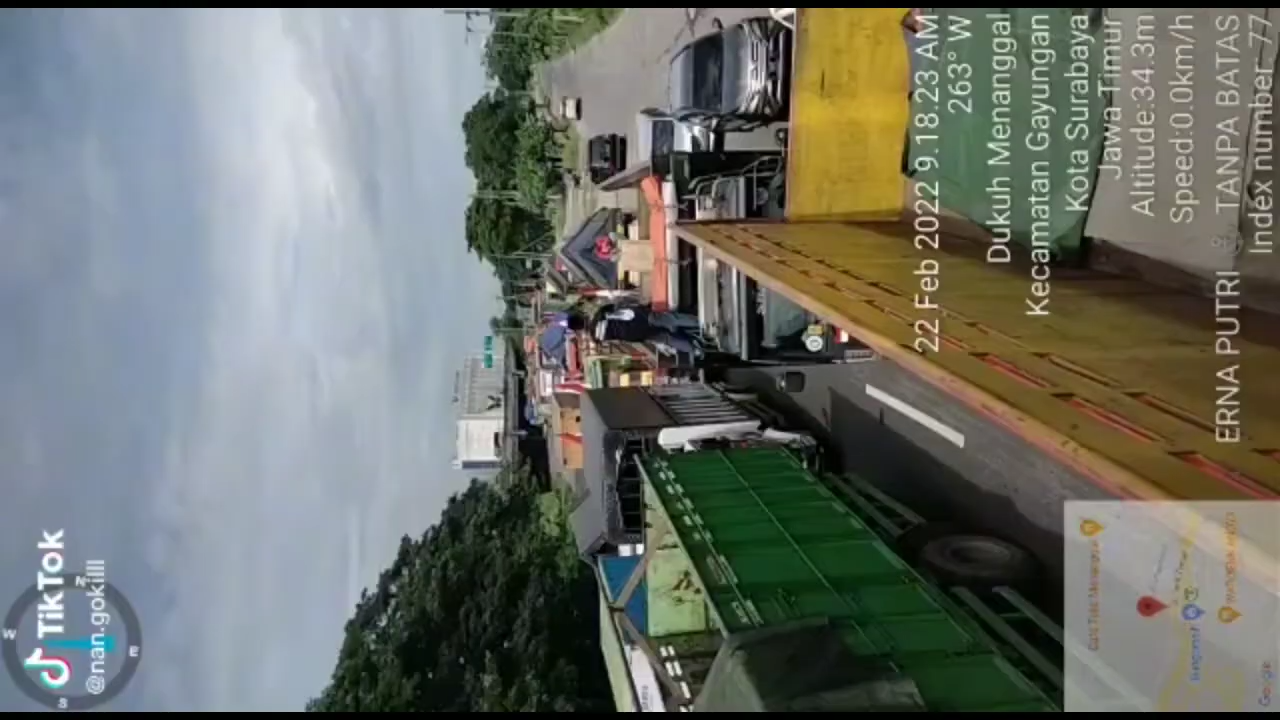 22 Feb 2022 9.18.23 AM
263° W
Dukuh Menanggal
Kecamatan Gayungan
Kota Surabaya
Jawa Timur
Altitude:34.3m
Speed:0.0km/h
ERNA PUTRI TANPA BATAS
Index number: 77
TikTok
@nan.gokilll
N
W
E
S
Google